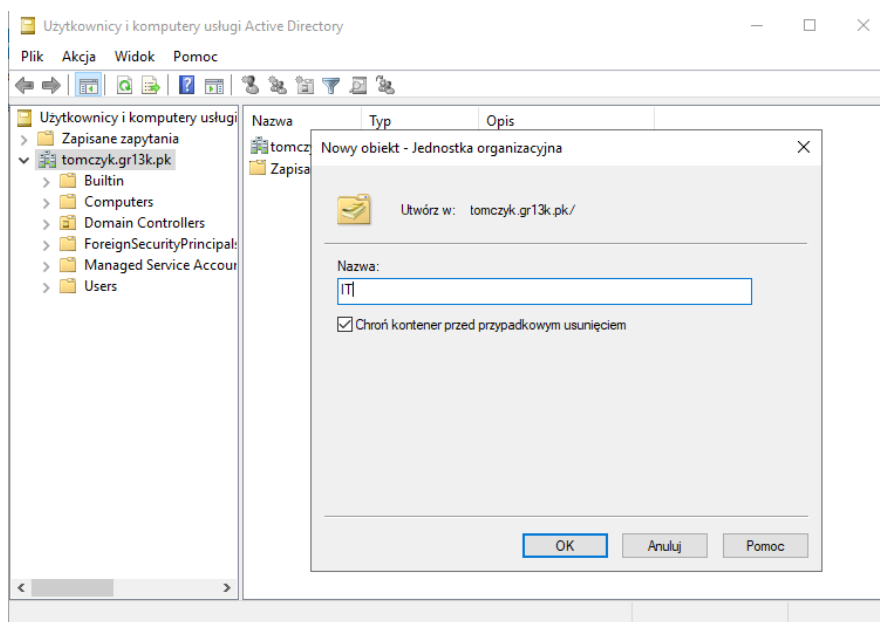 Użytkownicy i komputery usługi Active Directory
Plik Akcja Widok Pomoc
Użytkownicy i komputery usługi
Zapisane zapytania
tomczyk.gr13k.pk
Builtin
Computers
Domain Controllers
ForeignSecurityPrincipals
Managed Service Accour
Users
Nazwa Typ Opis
tomczy
Zapisa
Nowy obiekt - Jednostka organizacyjna
Utwórz w: tomczyk.gr13k.pk/
Nazwa:
IT
Chroń kontener przed przypadkowym usunięciem
OK Anuluj Pomoc